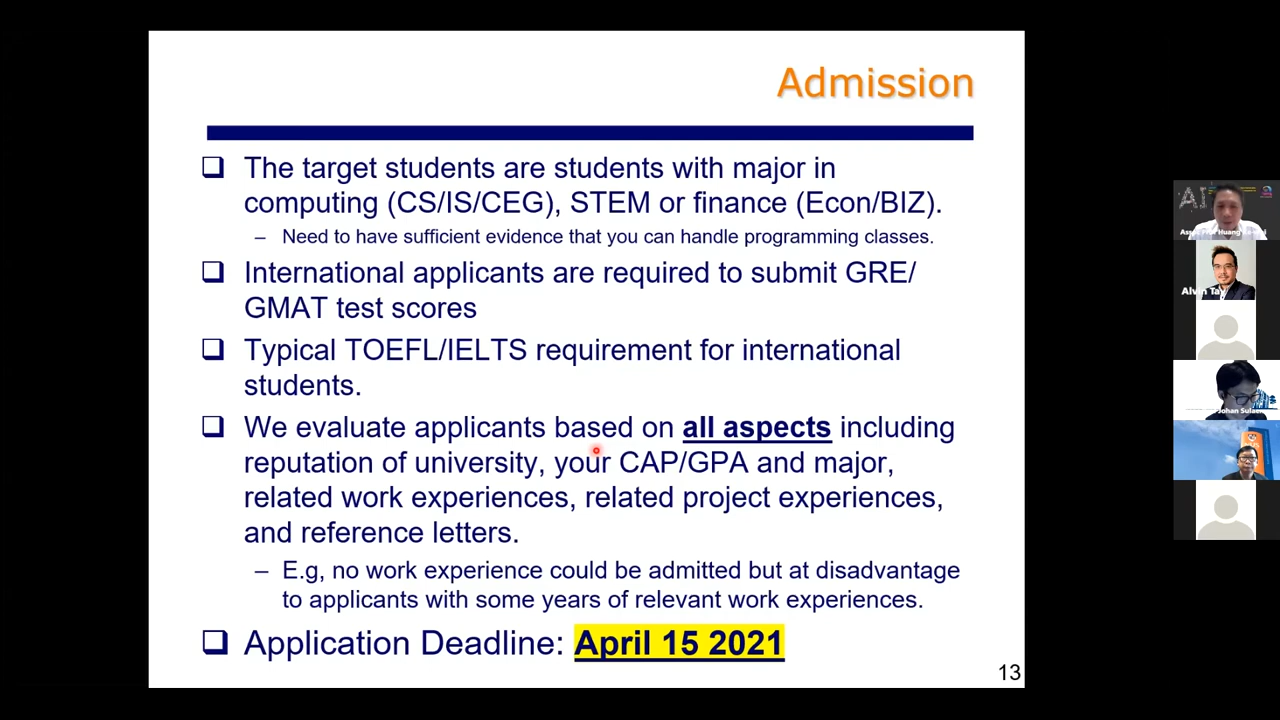 Admission
❑ The target students are students with major in
computing (CS/IS/CEG), STEM or finance (Econ/BIZ).
– Need to have sufficient evidence that you can handle programming classes.
❑ International applicants are required to submit GRE/
GMAT test scores
❑ Typical TOEFL/IELTS requirement for international
students.
❑ We evaluate applicants based on all aspects including
reputation of university, your CAP/GPA and major,
related work experiences, related project experiences,
and reference letters.
– E.g, no work experience could be admitted but at disadvantage
to applicants with some years of relevant work experiences.
❑ Application Deadline: April 15 2021
13
AI
Prof Huang
Alvin Tay
Johan